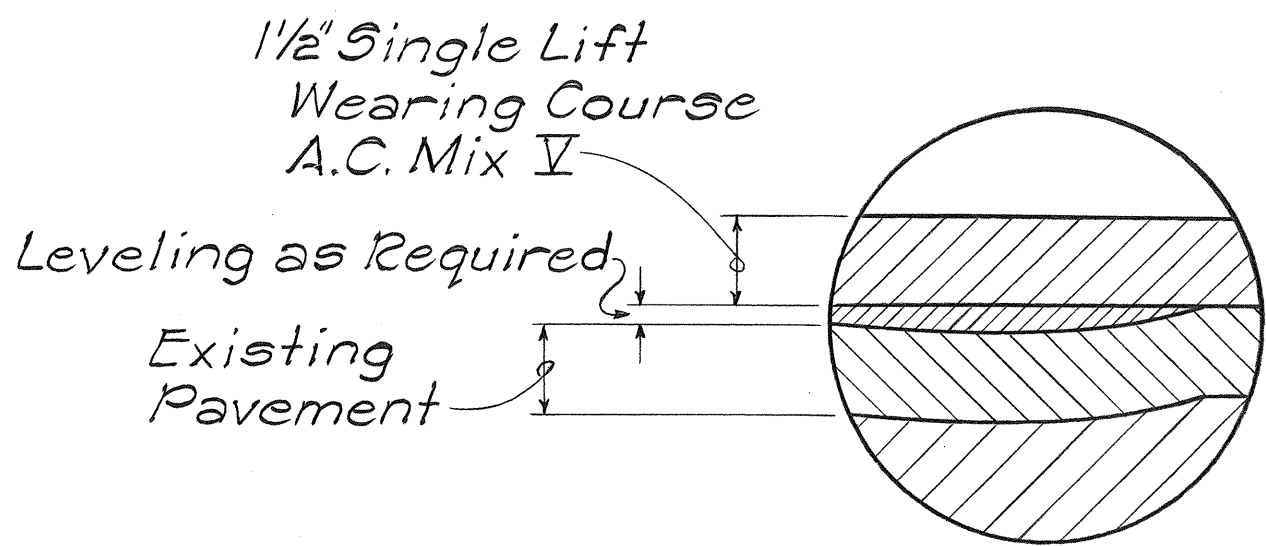 1½" Single Lift
Wearing Course
A.C. Mix V
Leveling as Required
Existing
Pavement